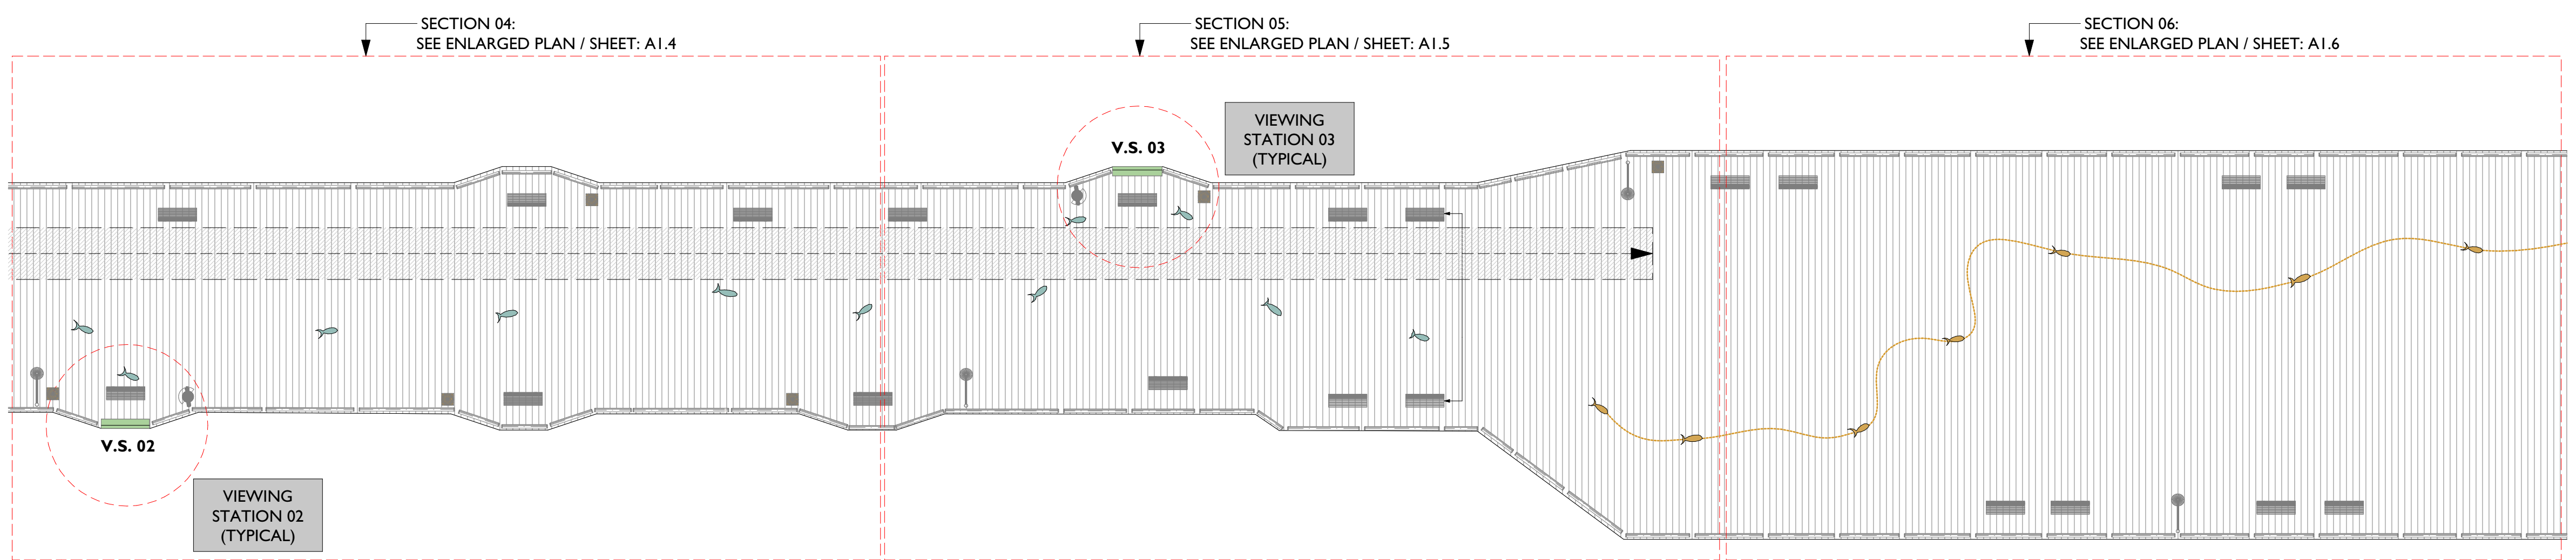 SECTION 04:
SEE ENLARGED PLAN / SHEET: A1.4
SECTION 05:
SEE ENLARGED PLAN / SHEET: A1.5
SECTION 06:
SEE ENLARGED PLAN / SHEET: A1.6
VIEWING
STATION 03
(TYPICAL)
V.S. 03
V.S. 02
VIEWING
STATION 02
(TYPICAL)